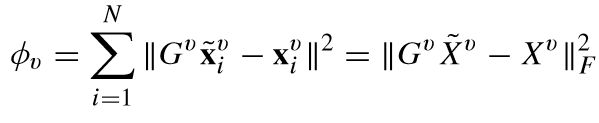 $\phi_v = \sum_{i=1}^{N} \| G^v \tilde{\mathbf{x}}_i^v - \mathbf{x}_i^v \|^2 = \| G^v \tilde{X}^v - X^v \|_F^2$